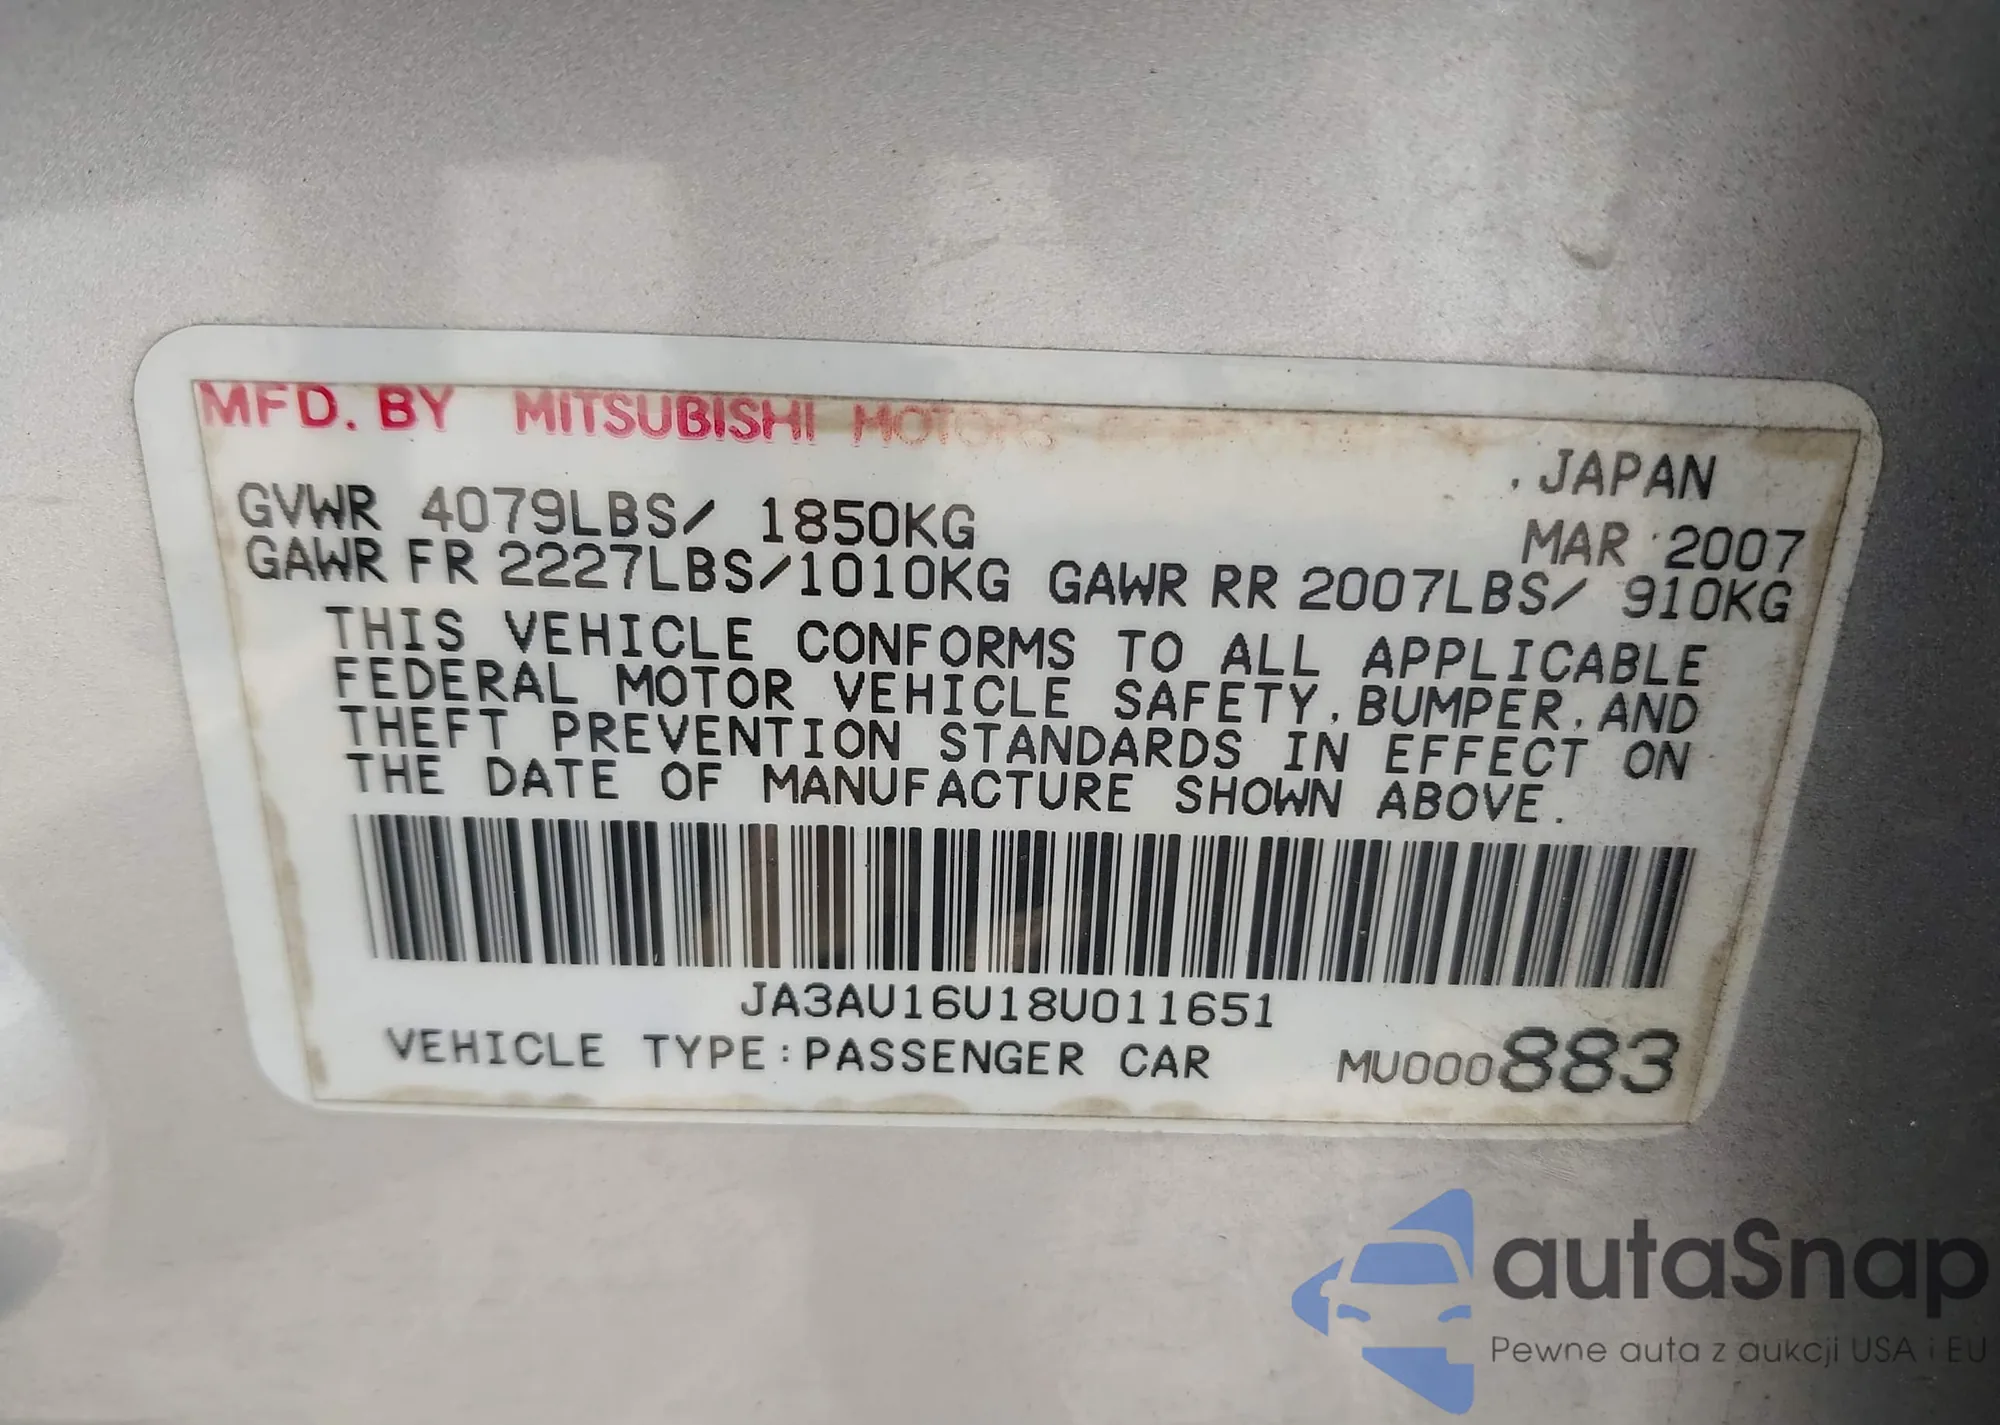 MFD. BY MITSUBISHI MOTORS
, JAPAN
GVWR 4079LBS/ 1850KG MAR 2007
GAWR FR 2227LBS/1010KG GAWR RR 2007LBS/ 910KG
THIS VEHICLE CONFORMS TO ALL APPLICABLE
FEDERAL MOTOR VEHICLE SAFETY, BUMPER, AND
THEFT PREVENTION STANDARDS IN EFFECT ON
THE DATE OF MANUFACTURE SHOWN ABOVE.
JA3AU16U18U011651
VEHICLE TYPE:PASSENGER CAR MU000883
autaSnap
Pewne auta z aukcji USA i EU